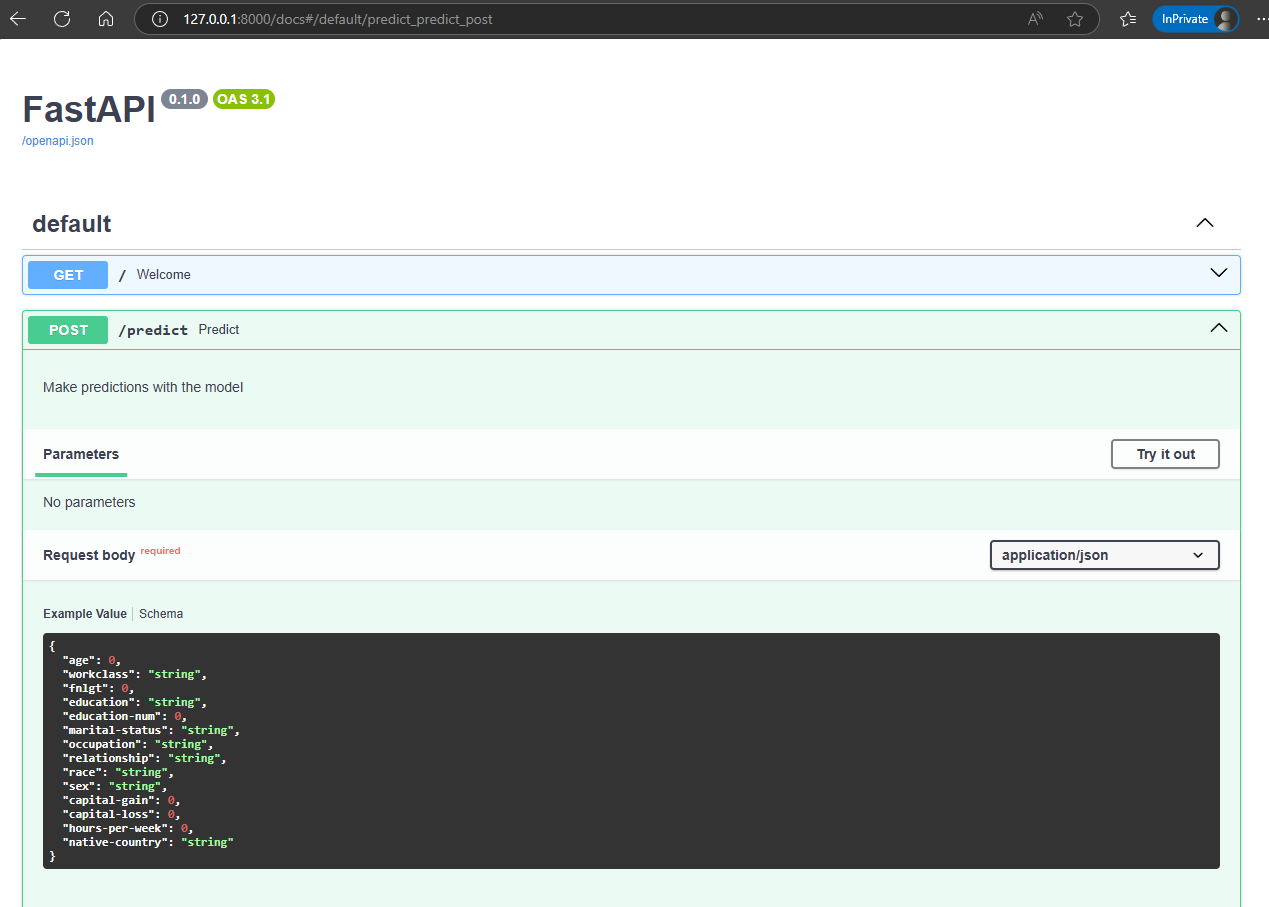 127.0.0.1:8000/docs#/default/predict_predict_post
InPrivate
FastAPI 0.1.0 OAS 3.1
/openapi.json
default
GET / Welcome
POST /predict Predict
Make predictions with the model
Parameters
Try it out
No parameters
Request body required
application/json
Example Value Schema
{
"age": 0,
"workclass": "string",
"fnlgt": 0,
"education": "string",
"education-num": 0,
"marital-status": "string",
"occupation": "string",
"relationship": "string",
"race": "string",
"sex": "string",
"capital-gain": 0,
"capital-loss": 0,
"hours-per-week": 0,
"native-country": "string"
}